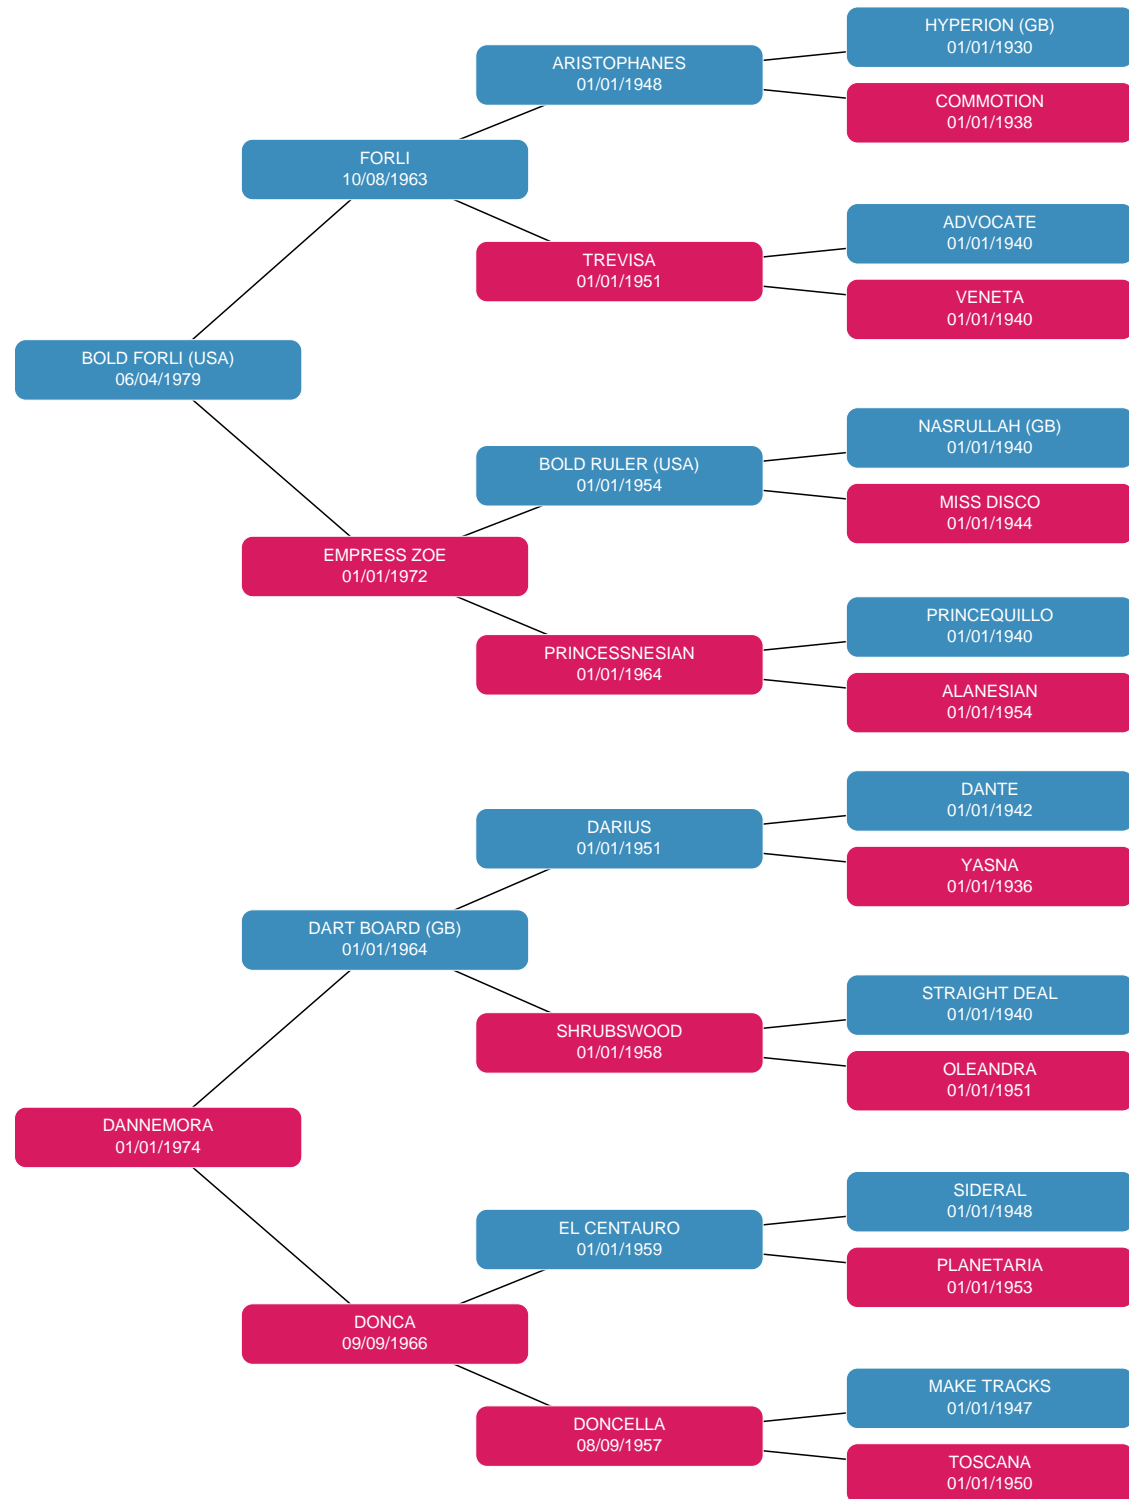 HYPERION (GB)
01/01/1930
ARISTOPHANES
01/01/1948
COMMOTION
01/01/1938
FORLI
10/08/1963
ADVOCATE
01/01/1940
TREVISA
01/01/1951
VENETA
01/01/1940
BOLD FORLI (USA)
06/04/1979
NASRULLAH (GB)
01/01/1940
BOLD RULER (USA)
01/01/1954
MISS DISCO
01/01/1944
EMPRESS ZOE
01/01/1972
PRINCEQUILLO
01/01/1940
PRINCESSNESIAN
01/01/1964
ALANESIAN
01/01/1954
DANTE
01/01/1942
DARIUS
01/01/1951
YASNA
01/01/1936
DART BOARD (GB)
01/01/1964
STRAIGHT DEAL
01/01/1940
SHRUBSWOOD
01/01/1958
OLEANDRA
01/01/1951
DANNEMORA
01/01/1974
SIDERAL
01/01/1948
EL CENTAURO
01/01/1959
PLANETARIA
01/01/1953
DONCA
09/09/1966
MAKE TRACKS
01/01/1947
DONCELLA
08/09/1957
TOSCANA
01/01/1950